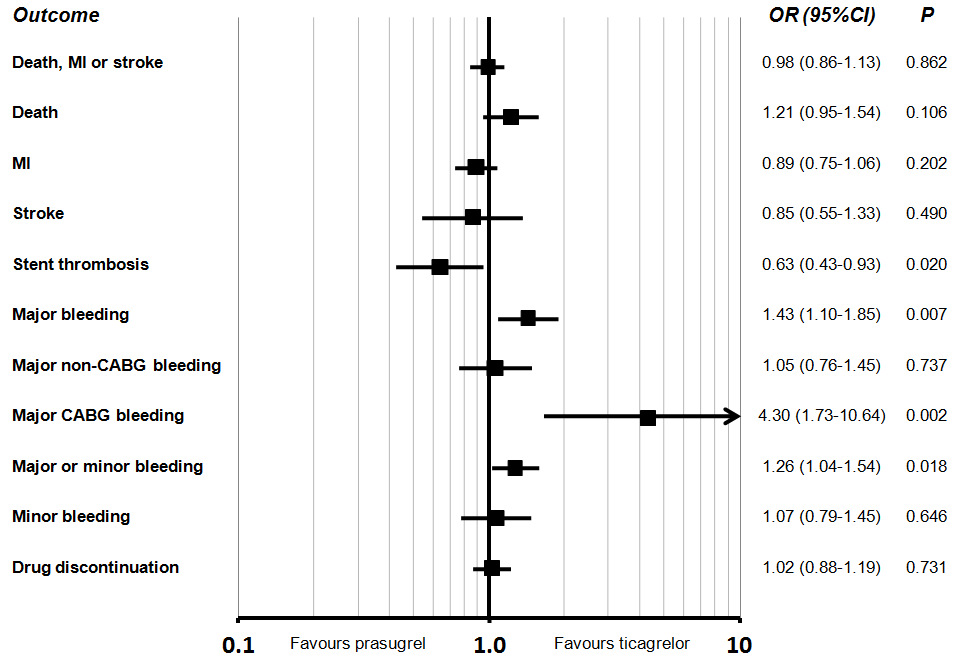 Outcome OR (95%CI) P
Death, MI or stroke 0.98 (0.86-1.13) 0.862
Death 1.21 (0.95-1.54) 0.106
MI 0.89 (0.75-1.06) 0.202
Stroke 0.85 (0.55-1.33) 0.490
Stent thrombosis 0.63 (0.43-0.93) 0.020
Major bleeding 1.43 (1.10-1.85) 0.007
Major non-CABG bleeding 1.05 (0.76-1.45) 0.737
Major CABG bleeding 4.30 (1.73-10.64) 0.002
Major or minor bleeding 1.26 (1.04-1.54) 0.018
Minor bleeding 1.07 (0.79-1.45) 0.646
Drug discontinuation 1.02 (0.88-1.19) 0.731
0.1 Favours prasugrel 1.0 Favours ticagrelor 10